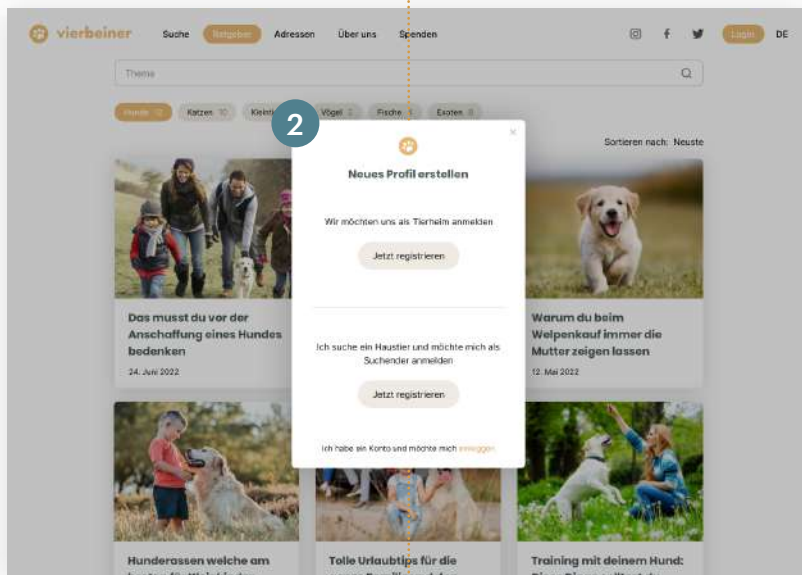 vierbeiner
Suche Ratgeber Adressen Über uns Spenden Login DE
Thema
Hunde 12 Katzen 10 Vögel Fische Exoten
2
Sortieren nach: Neuste
×
Neues Profil erstellen
Wir möchten uns als Tierheim anmelden
Jetzt registrieren
Ich suche ein Haustier und möchte mich als
Suchender anmelden
Jetzt registrieren
Ich habe ein Konto und möchte mich einloggen
Das musst du vor der
Anschaffung eines Hundes
bedenken
24. Juni 2022
Warum du beim
Welpenkauf immer die
Mutter zeigen lassen
12. Mai 2022
Hunderassen welche am
Tolle Urlaubtips für die
Training mit deinem Hund: